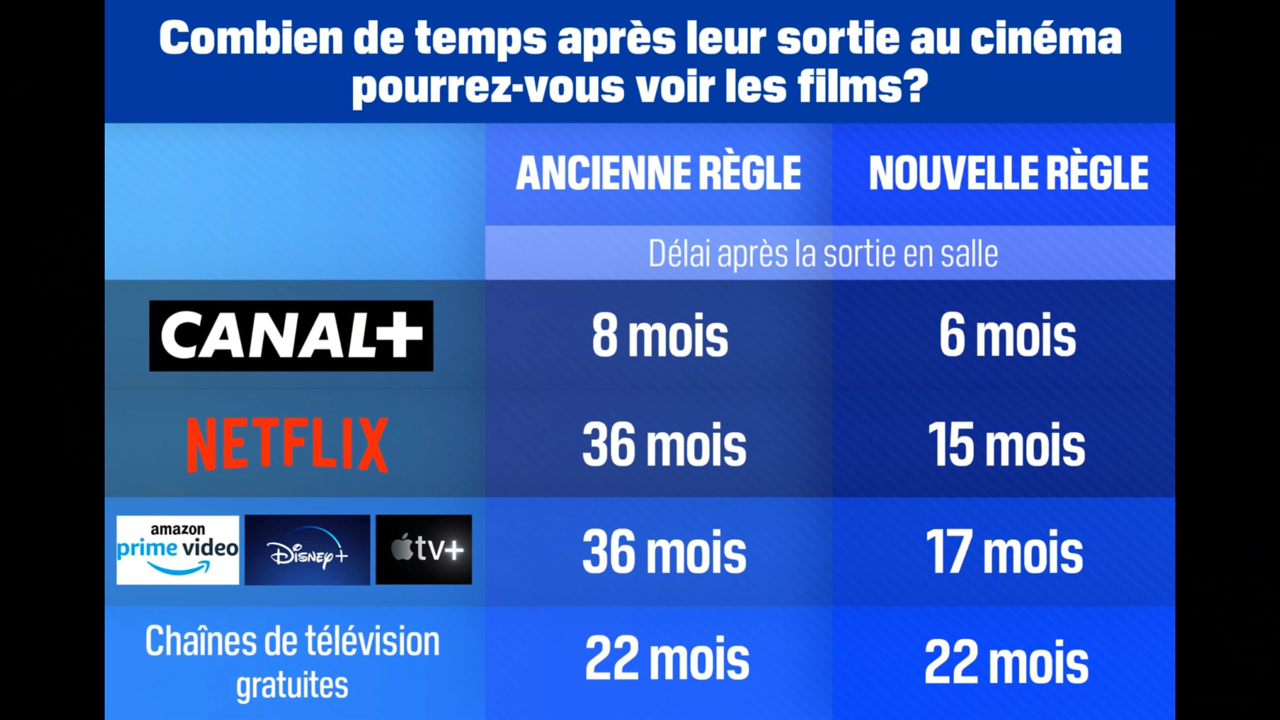 Combien de temps après leur sortie au cinéma
pourrez-vous voir les films?
ANCIENNE RÈGLE
NOUVELLE RÈGLE
Délai après la sortie en salle
CANAL+
8 mois
6 mois
NETFLIX
36 mois
15 mois
amazon
prime video
Disney+
tv+
36 mois
17 mois
Chaînes de télévision
gratuites
22 mois
22 mois